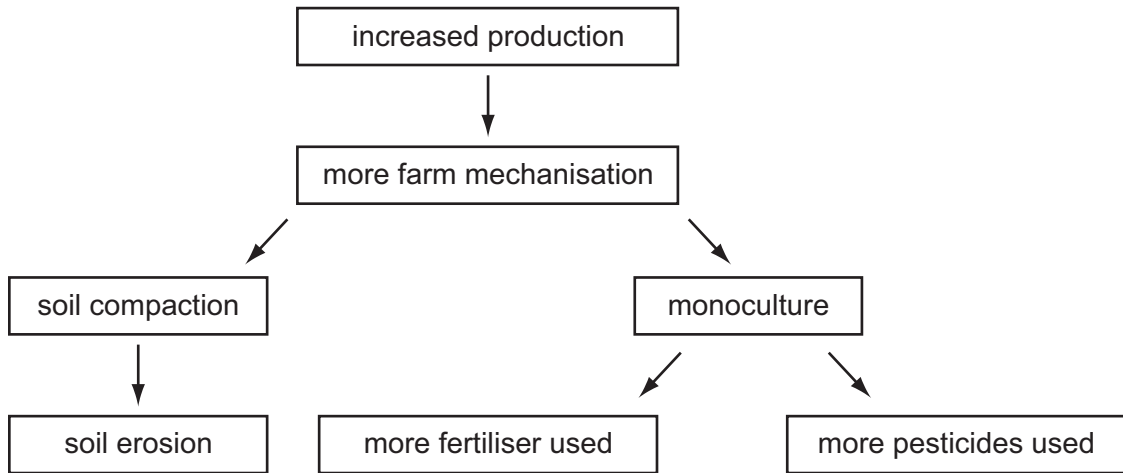 increased production
more farm mechanisation
soil compaction
monoculture
soil erosion
more fertiliser used
more pesticides used